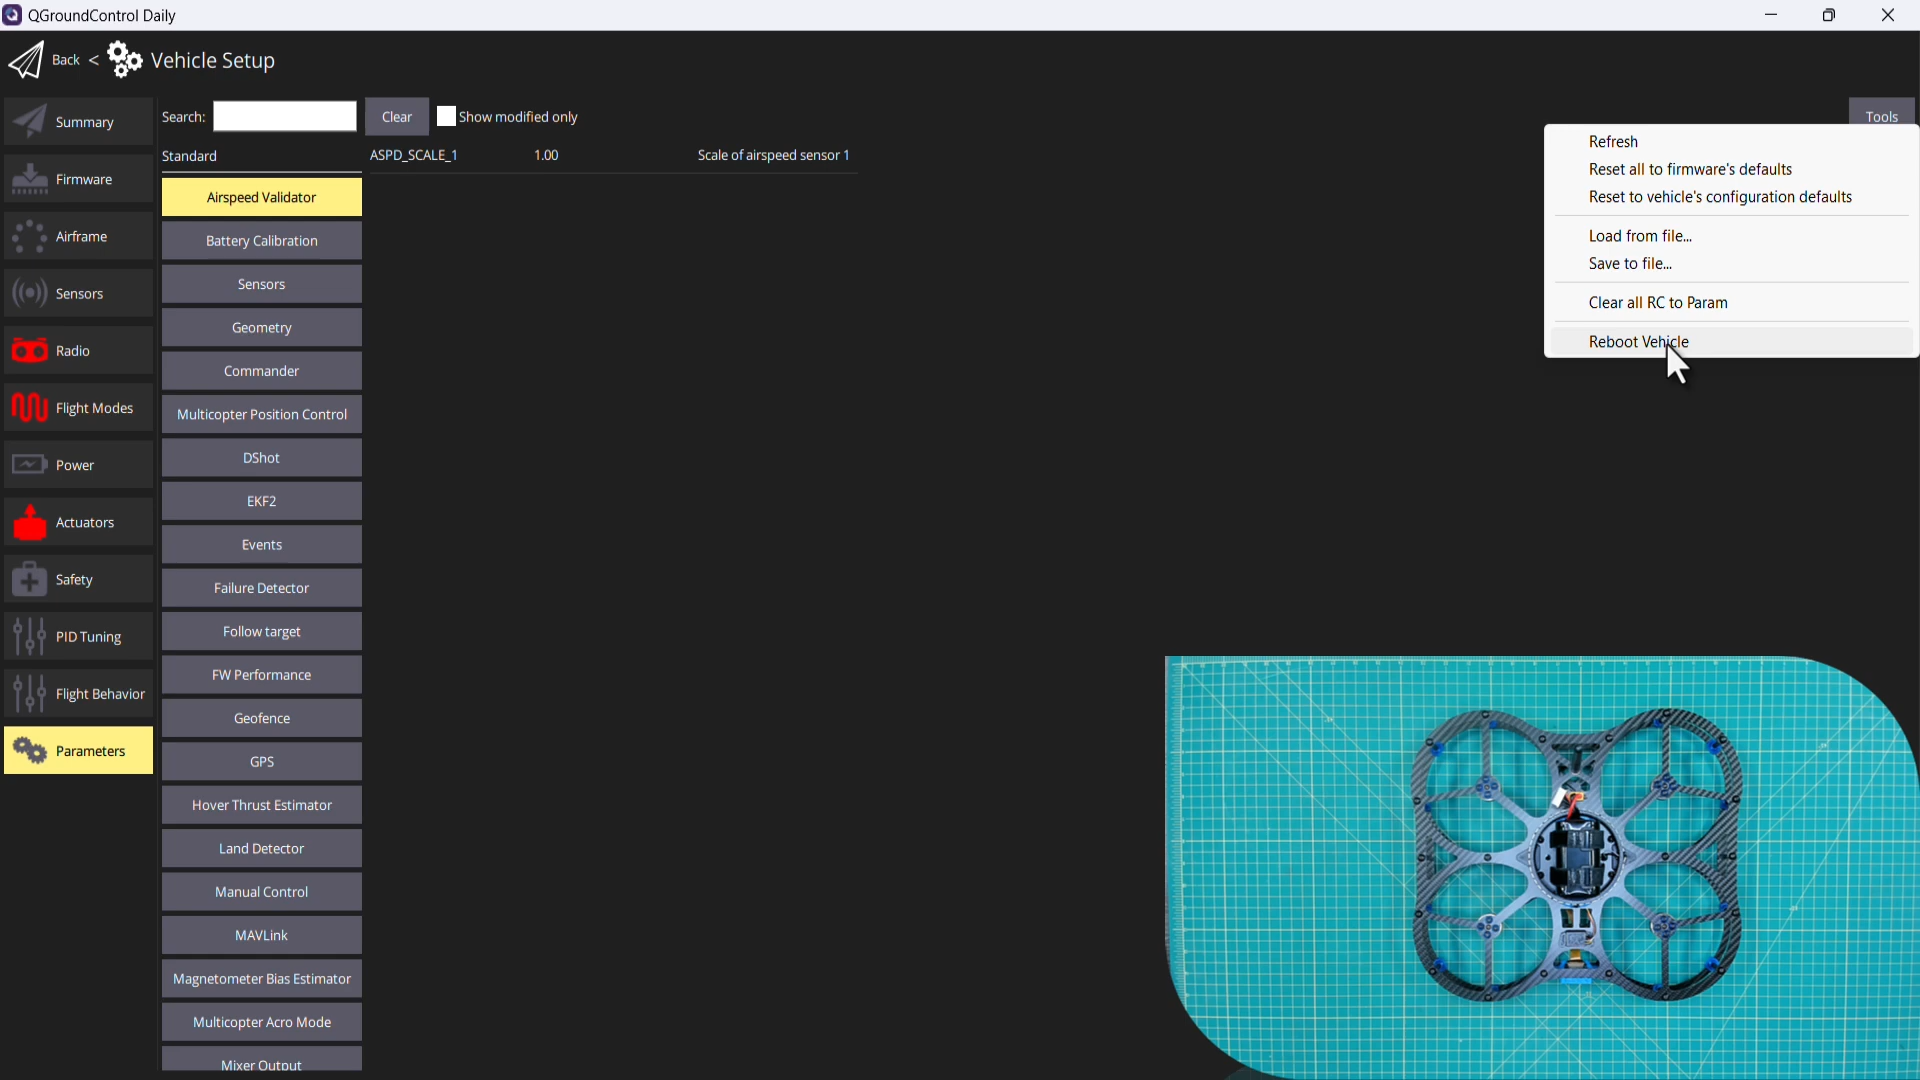 QGroundControl Daily
Back < Vehicle Setup
Summary
Firmware
Airframe
Sensors
Radio
Flight Modes
Power
Actuators
Safety
PID Tuning
Flight Behavior
Parameters
Search: Clear Show modified only
Standard
Airspeed Validator
Battery Calibration
Sensors
Geometry
Commander
Multicopter Position Control
DShot
EKF2
Events
Failure Detector
Follow target
FW Performance
Geofence
GPS
Hover Thrust Estimator
Land Detector
Manual Control
MAVLink
Magnetometer Bias Estimator
Multicopter Acro Mode
Mixer Output
ASPD_SCALE_1 1.00 Scale of airspeed sensor 1
Tools
Refresh
Reset all to firmware's defaults
Reset to vehicle's configuration defaults
Load from file...
Save to file...
Clear all RC to Param
Reboot Vehicle